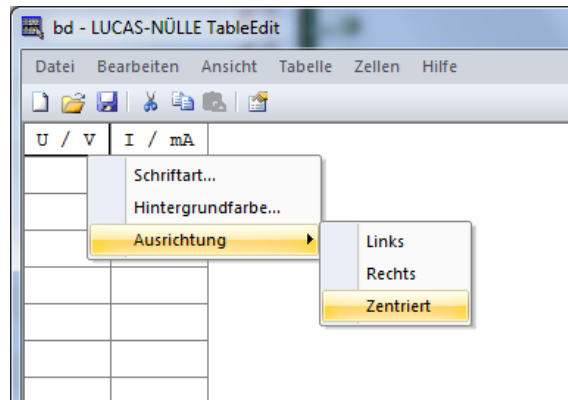 bd - LUCAS-NÜLLE TableEdit
Datei Bearbeiten Ansicht Tabelle Zellen Hilfe
U / V I / mA
Schriftart...
Hintergrundfarbe...
Ausrichtung
Links
Rechts
Zentriert